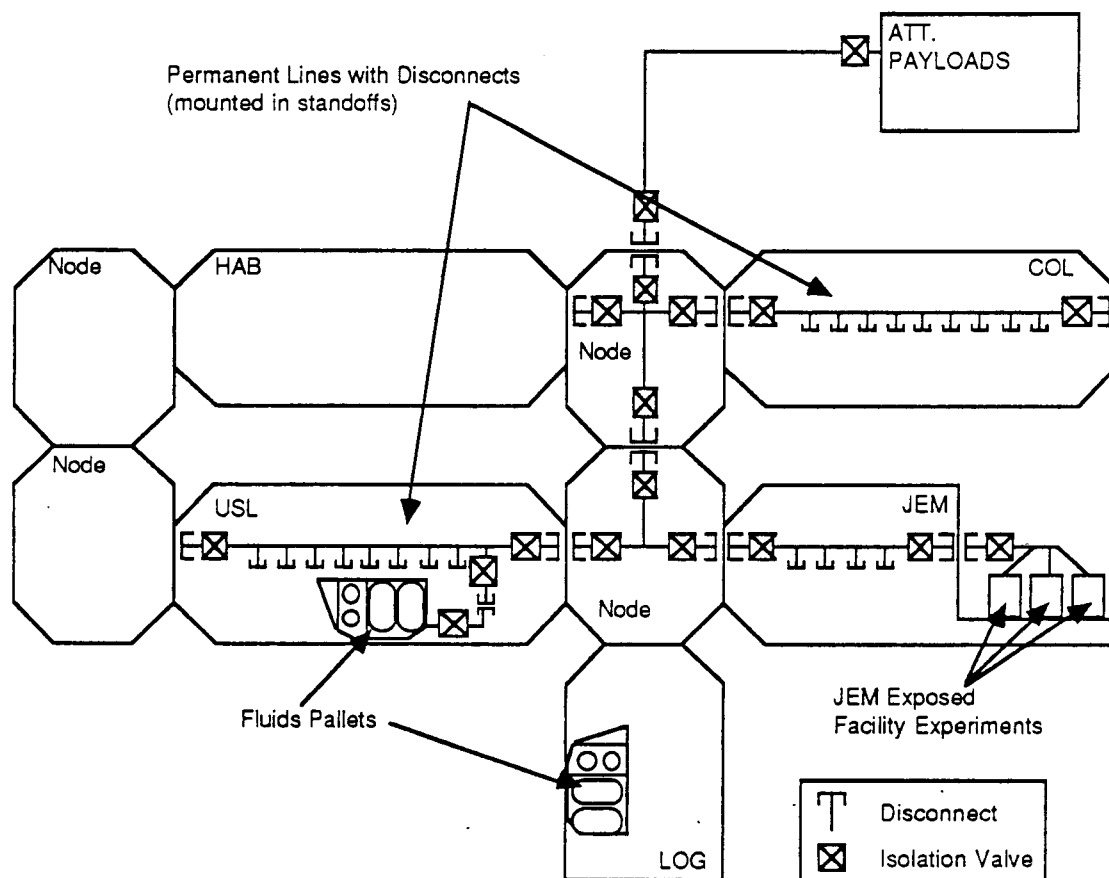 ATT.
PAYLOADS
Permanent Lines with Disconnects
(mounted in standoffs)
Node
HAB
COL
Node
Node
USL
JEM
Node
Fluids Pallets
JEM Exposed
Facility Experiments
Disconnect
LOG
Isolation Valve